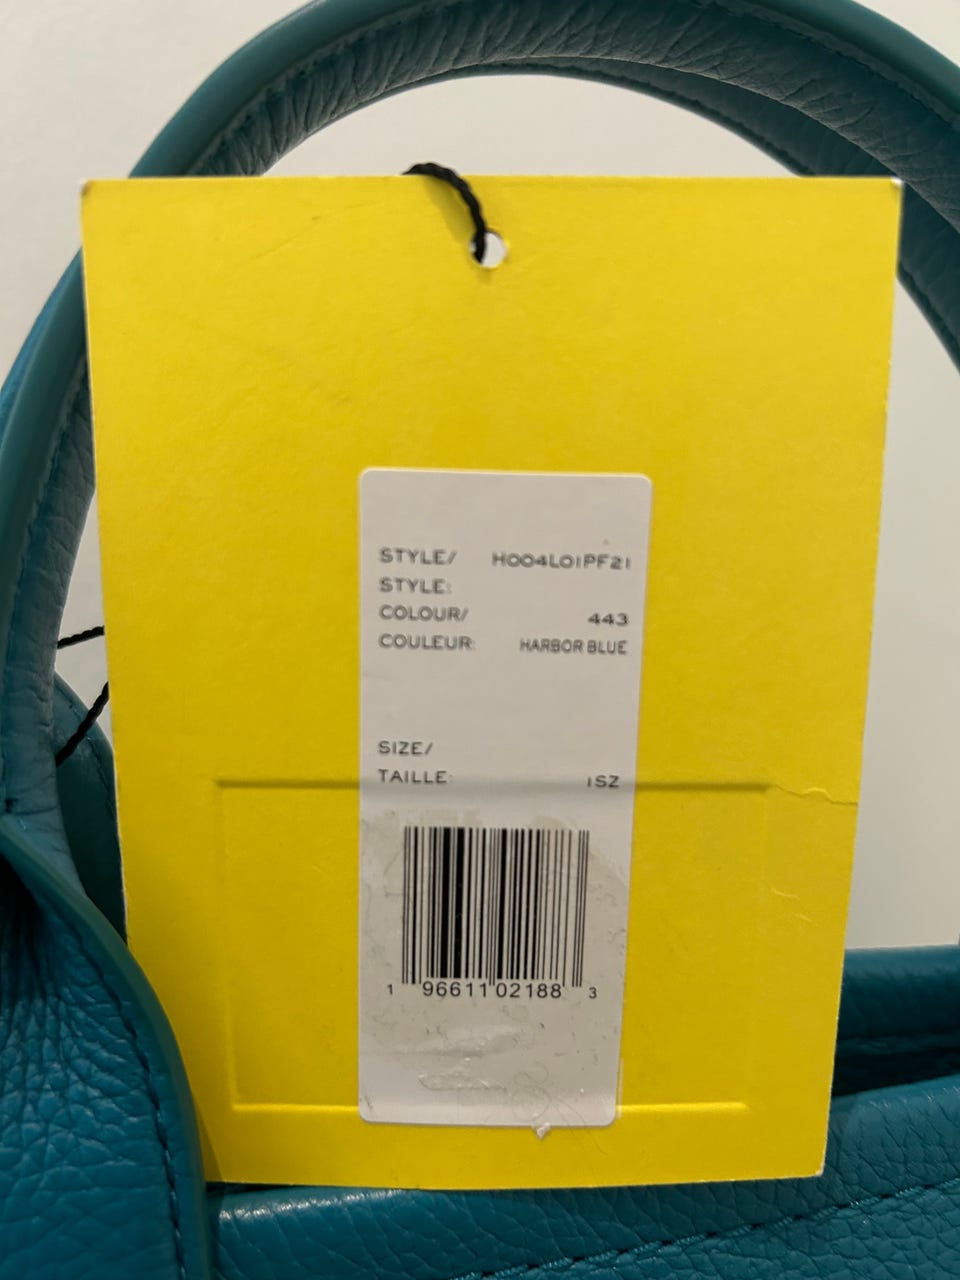 STYLE/ H004L01PF21
STYLE:
COLOUR/ 443
COULEUR: HARBOR BLUE
SIZE/
TAILLE: 1SZ
1 96611 02188 3